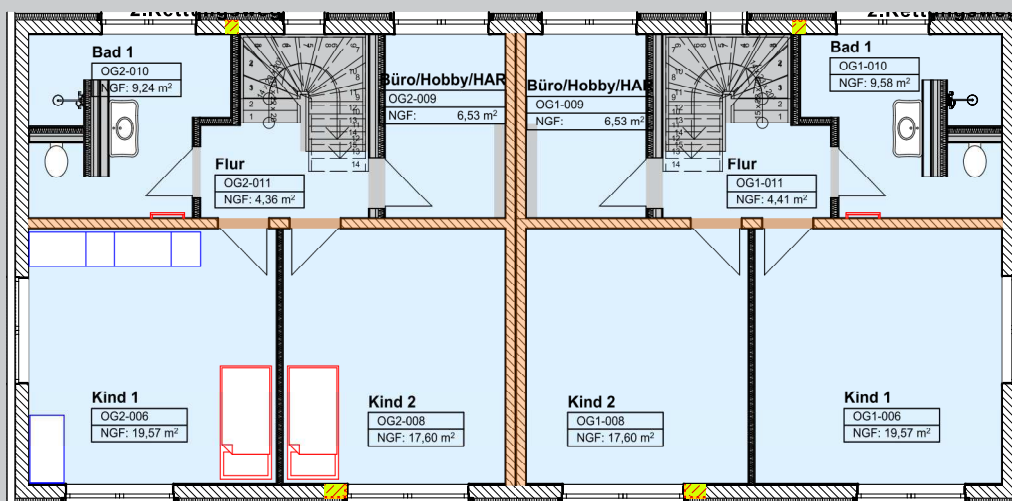 2.Rettungsweg
2.Rettungsweg
Bad 1
OG2-010
NGF: 9,24 m²
Büro/Hobby/HAR
OG2-009
NGF: 6,53 m²
Büro/Hobby/HAR
OG1-009
NGF: 6,53 m²
Bad 1
OG1-010
NGF: 9,58 m²
Flur
OG2-011
NGF: 4,36 m²
Flur
OG1-011
NGF: 4,41 m²
Kind 1
OG2-006
NGF: 19,57 m²
Kind 2
OG2-008
NGF: 17,60 m²
Kind 2
OG1-008
NGF: 17,60 m²
Kind 1
OG1-006
NGF: 19,57 m²